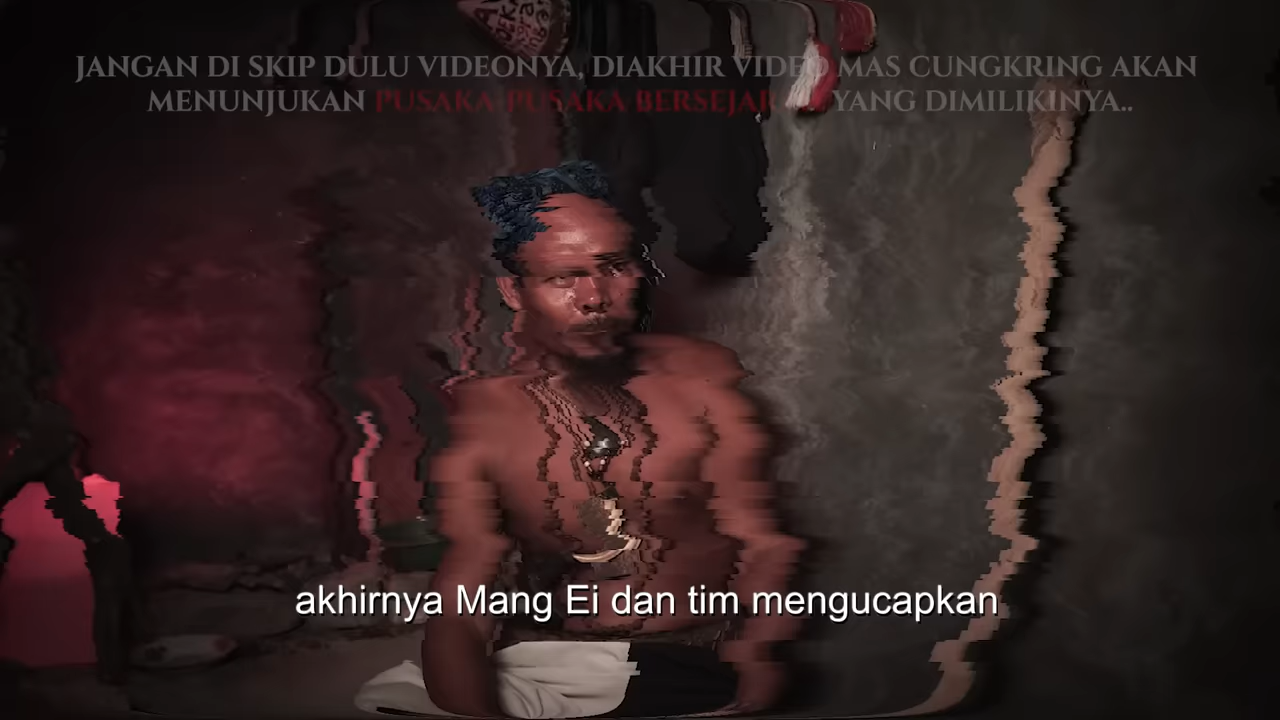 JANGAN DI SKIP DULU VIDEONYA, DIAKHIR VIDEO MAS CUNGKRING AKAN
MENUNJUKAN PUSAKA-PUSAKA YANG DIMILIKINYA..
akhirnya Mang Ei dan tim mengucapkan